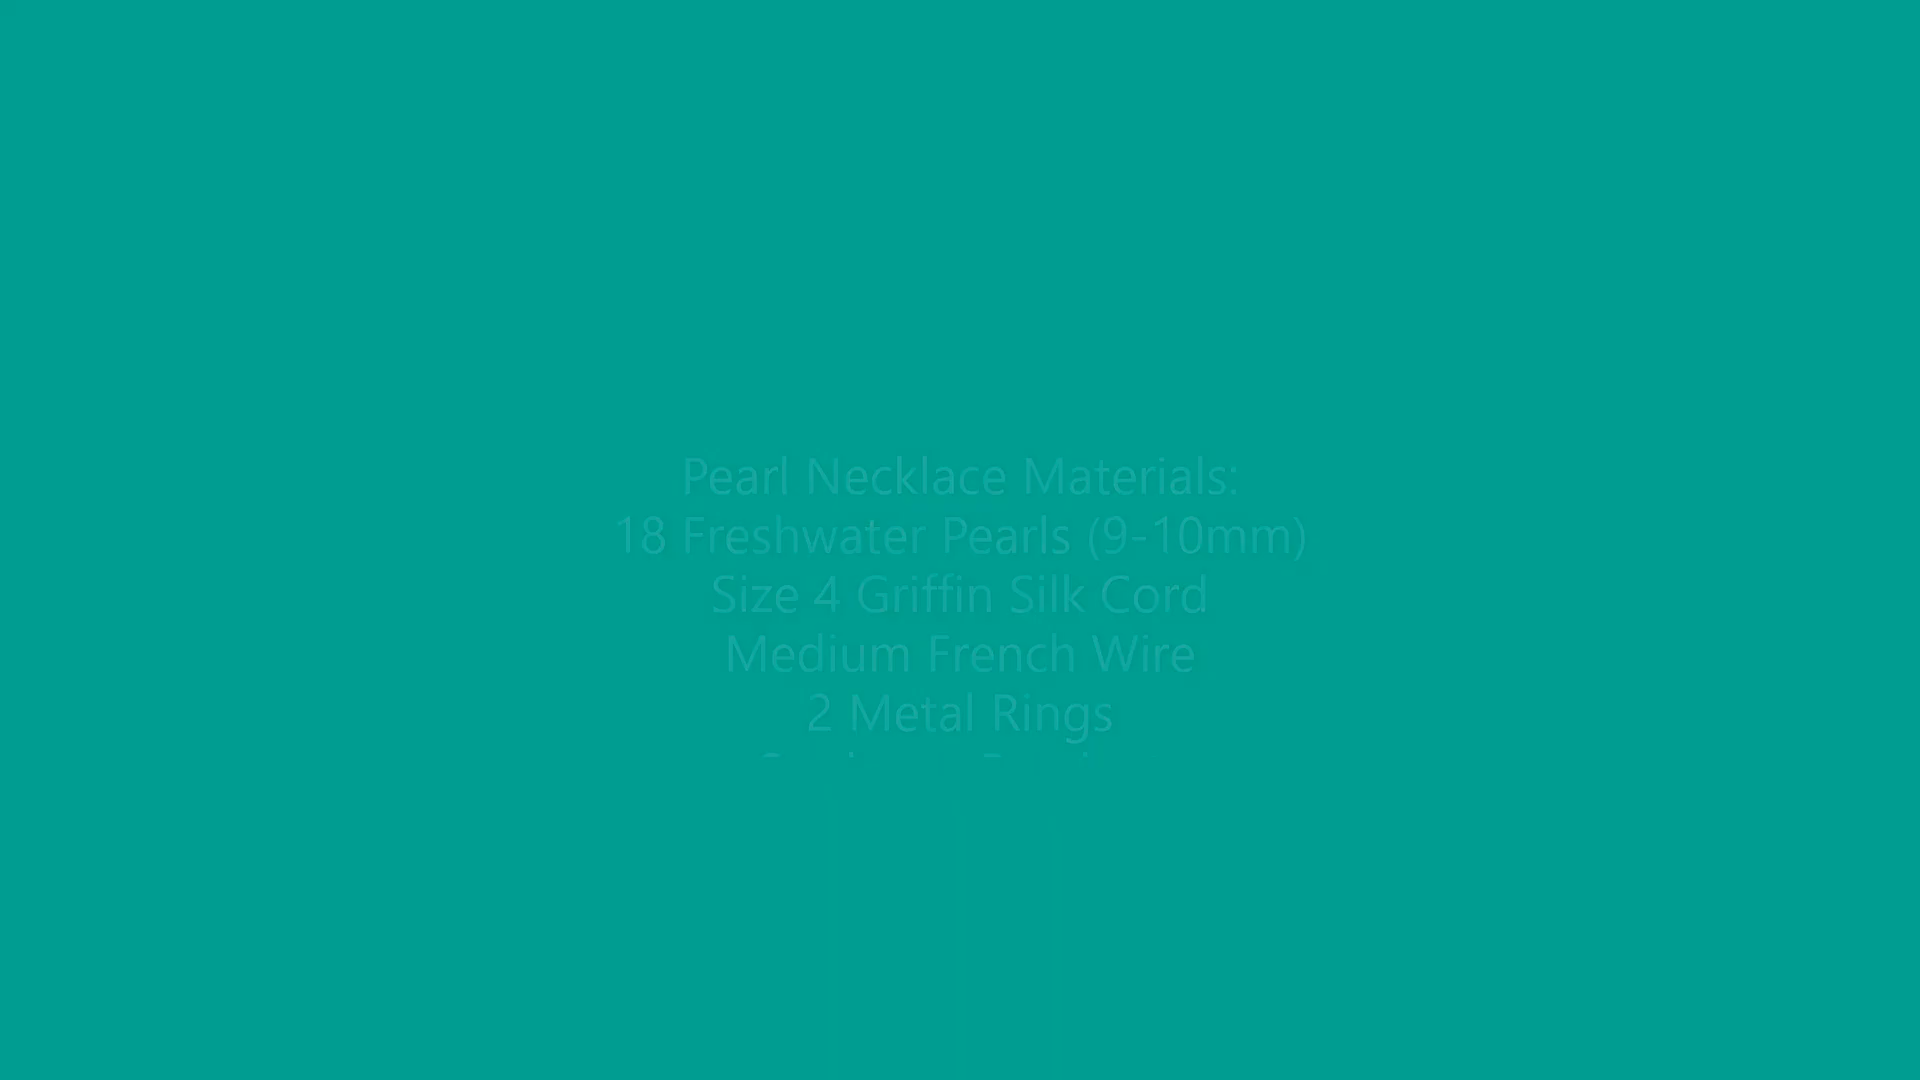 Pearl Necklace Materials:
18 Freshwater Pearls (9-10mm)
Size 4 Griffin Silk Cord
Medium French Wire
2 Metal Rings